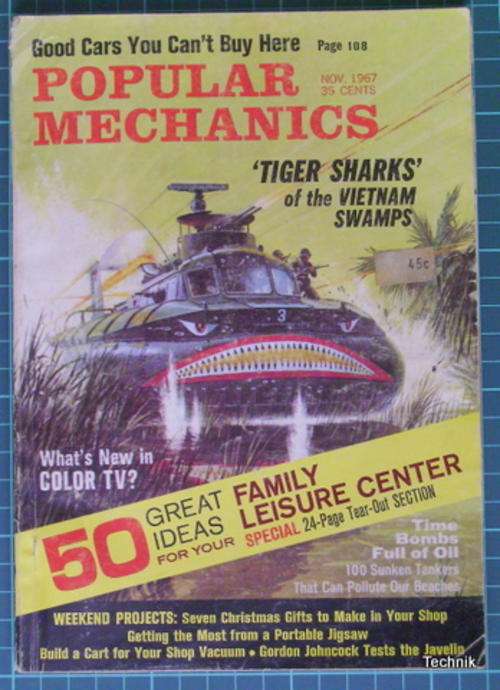 Good Cars You Can't Buy Here Page 108
POPULAR
MECHANICS
NOV. 1967
35 CENTS
'TIGER SHARKS'
of the VIETNAM
SWAMPS
45c
3
What's New in
COLOR TV?
50 GREAT
IDEAS
FOR YOUR
FAMILY
LEISURE CENTER
SPECIAL 24-Page Tear-Out SECTION
Time
Bombs
Full of Oil
100 Sunken Tankers
That Can Pollute Our Beaches
WEEKEND PROJECTS: Seven Christmas Gifts to Make in Your Shop
Getting the Most from a Portable Jigsaw
Build a Cart for Your Shop Vacuum • Gordon Johncock Tests the Javelin
Technik